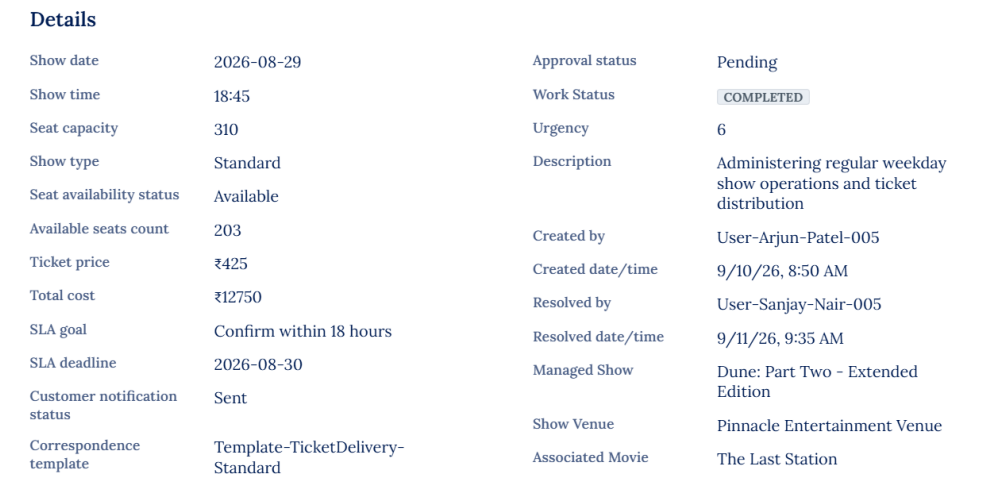 Details
Show date
2026-08-29
Show time
18:45
Seat capacity
310
Show type
Standard
Seat availability status
Available
Available seats count
203
Ticket price
₹425
Total cost
₹12750
SLA goal
Confirm within 18 hours
SLA deadline
2026-08-30
Customer notification
status
Sent
Correspondence
template
Template-TicketDelivery-
Standard
Approval status
Pending
Work Status
COMPLETED
Urgency
6
Description
Administering regular weekday
show operations and ticket
distribution
Created by
User-Arjun-Patel-005
Created date/time
9/10/26, 8:50 AM
Resolved by
User-Sanjay-Nair-005
Resolved date/time
9/11/26, 9:35 AM
Managed Show
Dune: Part Two - Extended
Edition
Show Venue
Pinnacle Entertainment Venue
Associated Movie
The Last Station